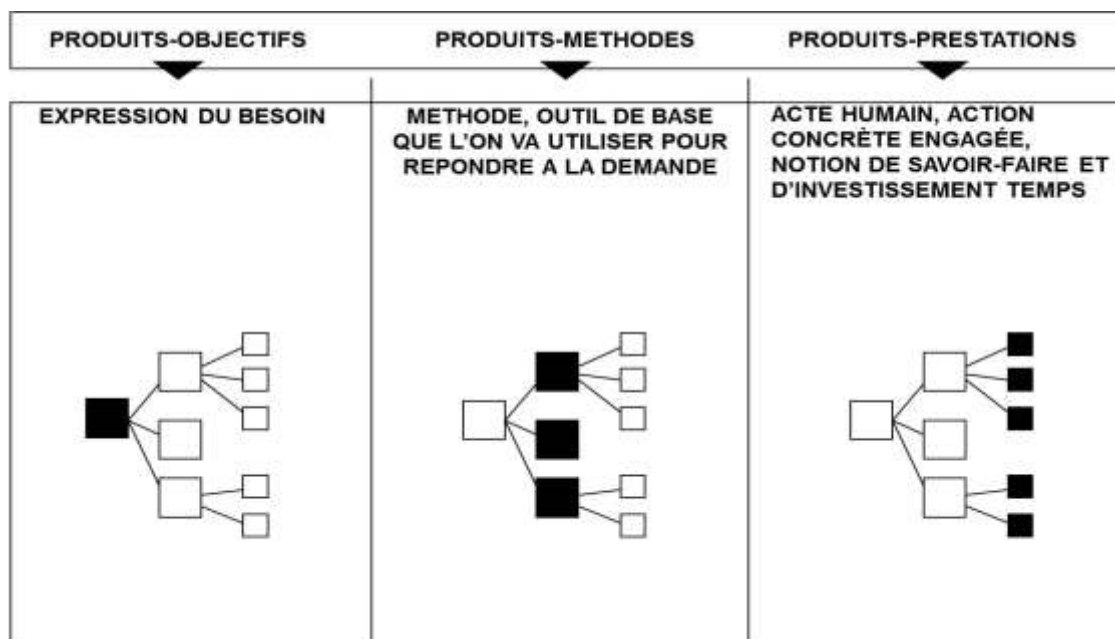 PRODUITS-OBJECTIFS
PRODUITS-METHODES
PRODUITS-PRESTATIONS
EXPRESSION DU BESOIN
METHODE, OUTIL DE BASE
QUE L'ON VA UTILISER POUR
REPONDRE A LA DEMANDE
ACTE HUMAIN, ACTION
CONCRÈTE ENGAGÉE,
NOTION DE SAVOIR-FAIRE ET
D'INVESTISSEMENT TEMPS